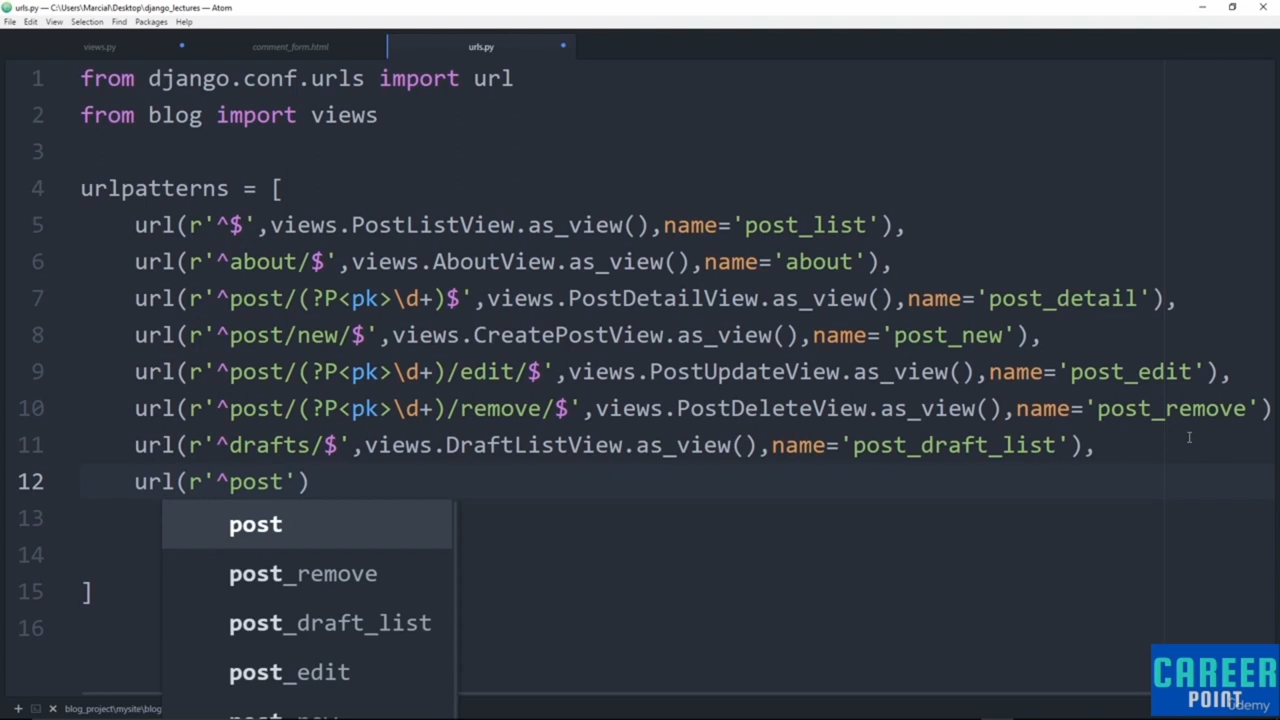 urls.py — C:\Users\Marcial\Desktop\django_lectures — Atom
File Edit View Selection Find Packages Help
views.py comment_form.html urls.py
1 from django.conf.urls import url
2 from blog import views
3
4 urlpatterns = [
5 url(r'^$',views.PostListView.as_view(),name='post_list'),
6 url(r'^about/$',views.AboutView.as_view(),name='about'),
7 url(r'^post/(?P<pk>\d+)$',views.PostDetailView.as_view(),name='post_detail'),
8 url(r'^post/new/$',views.CreatePostView.as_view(),name='post_new'),
9 url(r'^post/(?P<pk>\d+)/edit/$',views.PostUpdateView.as_view(),name='post_edit'),
10 url(r'^post/(?P<pk>\d+)/remove/$',views.PostDeleteView.as_view(),name='post_remove')
11 url(r'^drafts/$',views.DraftListView.as_view(),name='post_draft_list'),
12 url(r'^post')
13 post
14 post_remove
15 ]
post_draft_list
16
post_edit
blog_project\mysite\blog
CAREER
POINT
Udemy